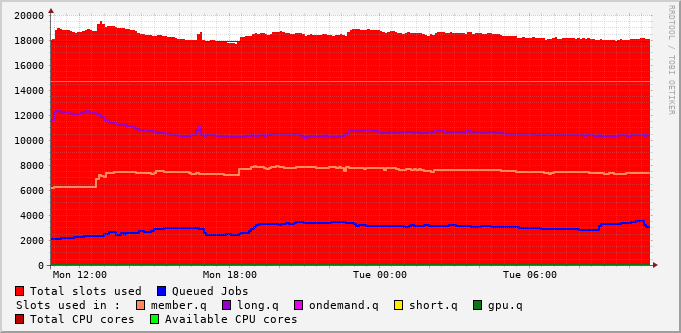 RRDTOOL / TOBI OETIKER
20000
18000
16000
14000
12000
10000
8000
6000
4000
2000
0
Mon 12:00 Mon 18:00 Tue 00:00 Tue 06:00
Total slots used Queued Jobs
Slots used in : member.q long.q ondemand.q short.q gpu.q
Total CPU cores Available CPU cores